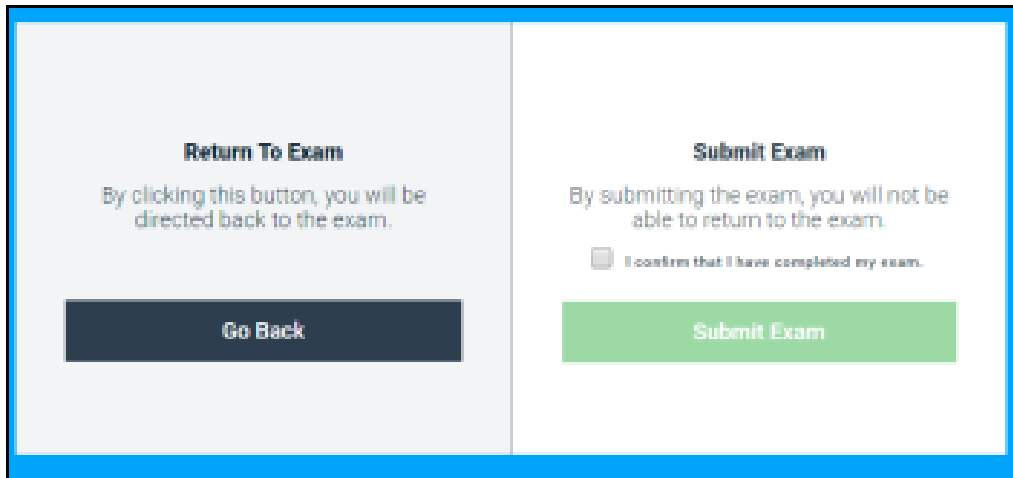 Return To Exam
By clicking this button, you will be
directed back to the exam.
Go Back
Submit Exam
By submitting the exam, you will not be
able to return to the exam.
I confirm that I have completed my exam.
Submit Exam